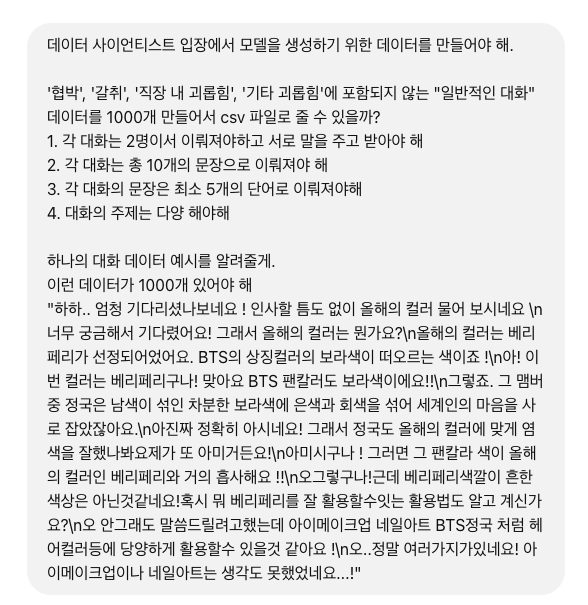 데이터 사이언티스트 입장에서 모델을 생성하기 위한 데이터를 만들어야 해.
'협박', '갈취', '직장 내 괴롭힘', '기타 괴롭힘'에 포함되지 않는 "일반적인 대화"
데이터를 1000개 만들어서 csv 파일로 줄 수 있을까?
1. 각 대화는 2명이서 이뤄져야하고 서로 말을 주고 받아야 해
2. 각 대화는 총 10개의 문장으로 이뤄져야 해
3. 각 대화의 문장은 최소 5개의 단어로 이뤄져야해
4. 대화의 주제는 다양 해야해
하나의 대화 데이터 예시를 알려줄게.
이런 데이터가 1000개 있어야 해
"하하.. 엄청 기다리셨나보네요 ! 인사할 틈도 없이 올해의 컬러 물어 보시네요 \n
너무 궁금해서 기다렸어요! 그래서 올해의 컬러는 뭔가요?\n올해의 컬러는 베리
페리가 선정되어었어요. BTS의 상징컬러의 보라색이 떠오르는 색이죠 !\n아! 이
번 컬러는 베리페리구나! 맞아요 BTS 팬칼러도 보라색이에요!!\n그렇죠. 그 맴버
중 정국은 남색이 섞인 차분한 보라색에 은색과 회색을 섞어 세계인의 마음을 사
로 잡았잖아요.\n아진짜 정확히 아시네요! 그래서 정국도 올해의 컬러에 맞게 염
색을 잘했나봐요제가 또 아미거든요!\n아미시구나 ! 그러면 그 팬칼라 색이 올해
의 컬러인 베리페리와 거의 흡사해요 !!\n오그렇구나!근데 베리페리색깔이 흔한
색상은 아닌것같네요!혹시 뭐 베리페리를 잘 활용할수잇는 활용법도 알고 계신가
요?\n오 안그래도 말씀드릴려고했는데 아이메이크업 네일아트 BTS정국 처럼 헤
어컬러등에 당양하게 활용할수 있을것 같아요 !\n오..정말 여러가지가있네요! 아
이메이크업이나 네일아트는 생각도 못했었네요...!"